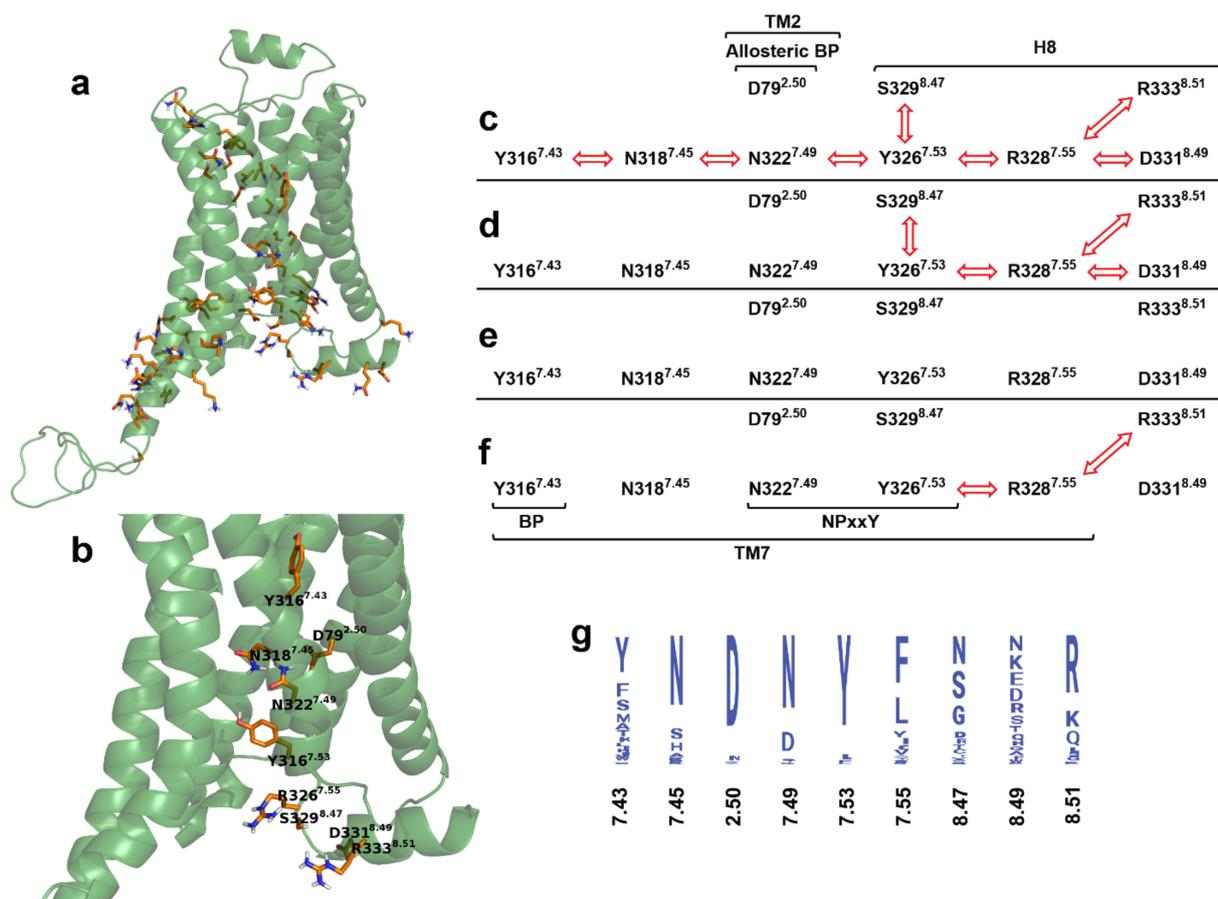 a
TM2
Allosteric BP
H8
D79^2.50 S329^8.47 R333^8.51
c
Y316^7.43 N318^7.45 N322^7.49 Y326^7.53 R328^7.55 D331^8.49
D79^2.50 S329^8.47 R333^8.51
d
Y316^7.43 N318^7.45 N322^7.49 Y326^7.53 R328^7.55 D331^8.49
D79^2.50 S329^8.47 R333^8.51
e
Y316^7.43 N318^7.45 N322^7.49 Y326^7.53 R328^7.55 D331^8.49
D79^2.50 S329^8.47 R333^8.51
f
Y316^7.43 N318^7.45 N322^7.49 Y326^7.53 R328^7.55 D331^8.49
BP NPxxY
TM7
b
Y316^7.43
D79^2.50
N318^7.45
N322^7.49
Y316^7.53
R326^7.55
S329^8.47
D331^8.49
R333^8.51
g
Y N D N Y F N N R
F S D L S G K E D R S K Q
7.43 7.45 2.50 7.49 7.53 7.55 8.47 8.49 8.51